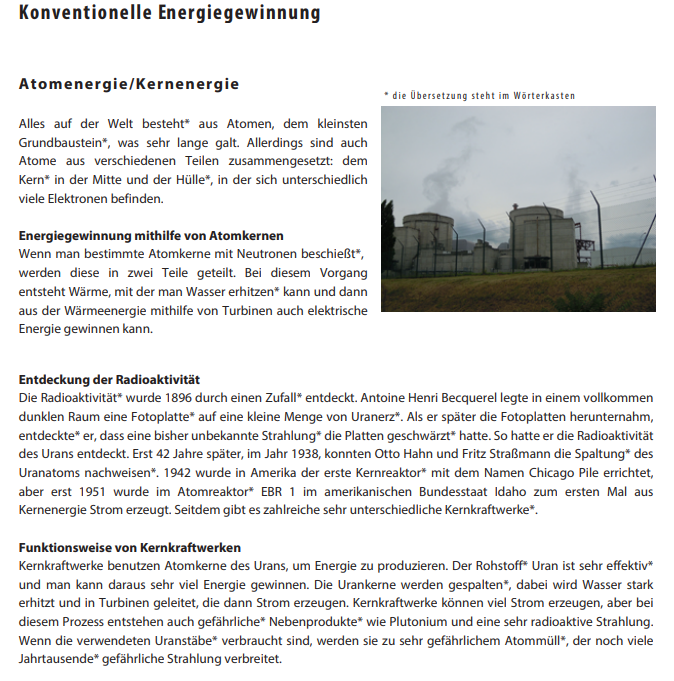 Konventionelle Energiegewinnung
Atomenergie/Kernenergie
* die Übersetzung steht im Wörterkasten
Alles auf der Welt besteht* aus Atomen, dem kleinsten
Grundbaustein*, was sehr lange galt. Allerdings sind auch
Atome aus verschiedenen Teilen zusammengesetzt: dem
Kern* in der Mitte und der Hülle*, in der sich unterschiedlich
viele Elektronen befinden.
Energiegewinnung mithilfe von Atomkernen
Wenn man bestimmte Atomkerne mit Neutronen beschießt*,
werden diese in zwei Teile geteilt. Bei diesem Vorgang
entsteht Wärme, mit der man Wasser erhitzen* kann und dann
aus der Wärmeenergie mithilfe von Turbinen auch elektrische
Energie gewinnen kann.
Entdeckung der Radioaktivität
Die Radioaktivität* wurde 1896 durch einen Zufall* entdeckt. Antoine Henri Becquerel legte in einem vollkommen
dunklen Raum eine Fotoplatte* auf eine kleine Menge von Uranerz*. Als er später die Fotoplatten herunternahm,
entdeckte* er, dass eine bisher unbekannte Strahlung* die Platten geschwärzt* hatte. So hatte er die Radioaktivität
des Urans entdeckt. Erst 42 Jahre später, im Jahr 1938, konnten Otto Hahn und Fritz Straßmann die Spaltung* des
Uranatoms nachweisen*. 1942 wurde in Amerika der erste Kernreaktor* mit dem Namen Chicago Pile errichtet,
aber erst 1951 wurde im Atomreaktor* EBR 1 im amerikanischen Bundesstaat Idaho zum ersten Mal aus
Kernenergie Strom erzeugt. Seitdem gibt es zahlreiche sehr unterschiedliche Kernkraftwerke*.
Funktionsweise von Kernkraftwerken
Kernkraftwerke benutzen Atomkerne des Urans, um Energie zu produzieren. Der Rohstoff* Uran ist sehr effektiv*
und man kann daraus sehr viel Energie gewinnen. Die Urankerne werden gespalten*, dabei wird Wasser stark
erhitzt und in Turbinen geleitet, die dann Strom erzeugen. Kernkraftwerke können viel Strom erzeugen, aber bei
diesem Prozess entstehen auch gefährliche* Nebenprodukte* wie Plutonium und eine sehr radioaktive Strahlung.
Wenn die verwendeten Uranstäbe* verbraucht sind, werden sie zu sehr gefährlichem Atommüll*, der noch viele
Jahrtausende* gefährliche Strahlung verbreitet.